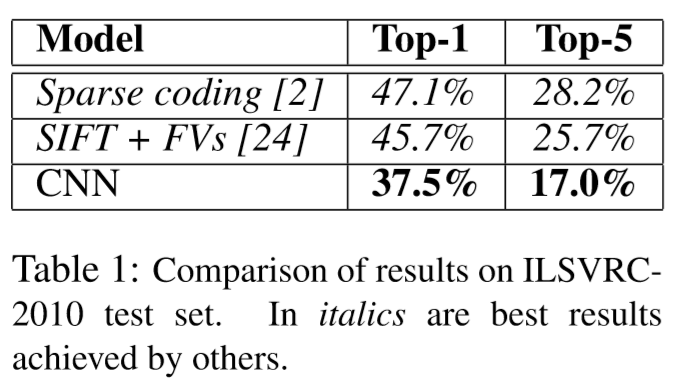 Model Top-1 Top-5
Sparse coding [2] 47.1% 28.2%
SIFT + FVs [24] 45.7% 25.7%
CNN 37.5% 17.0%
Table 1: Comparison of results on ILSVRC-
2010 test set. In italics are best results
achieved by others.